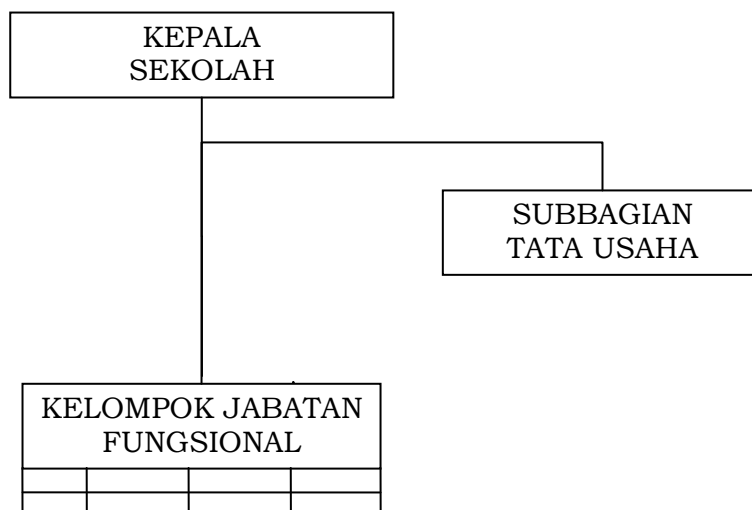 KEPALA
SEKOLAH
SUBBAGIAN
TATA USAHA
KELOMPOK JABATAN
FUNGSIONAL